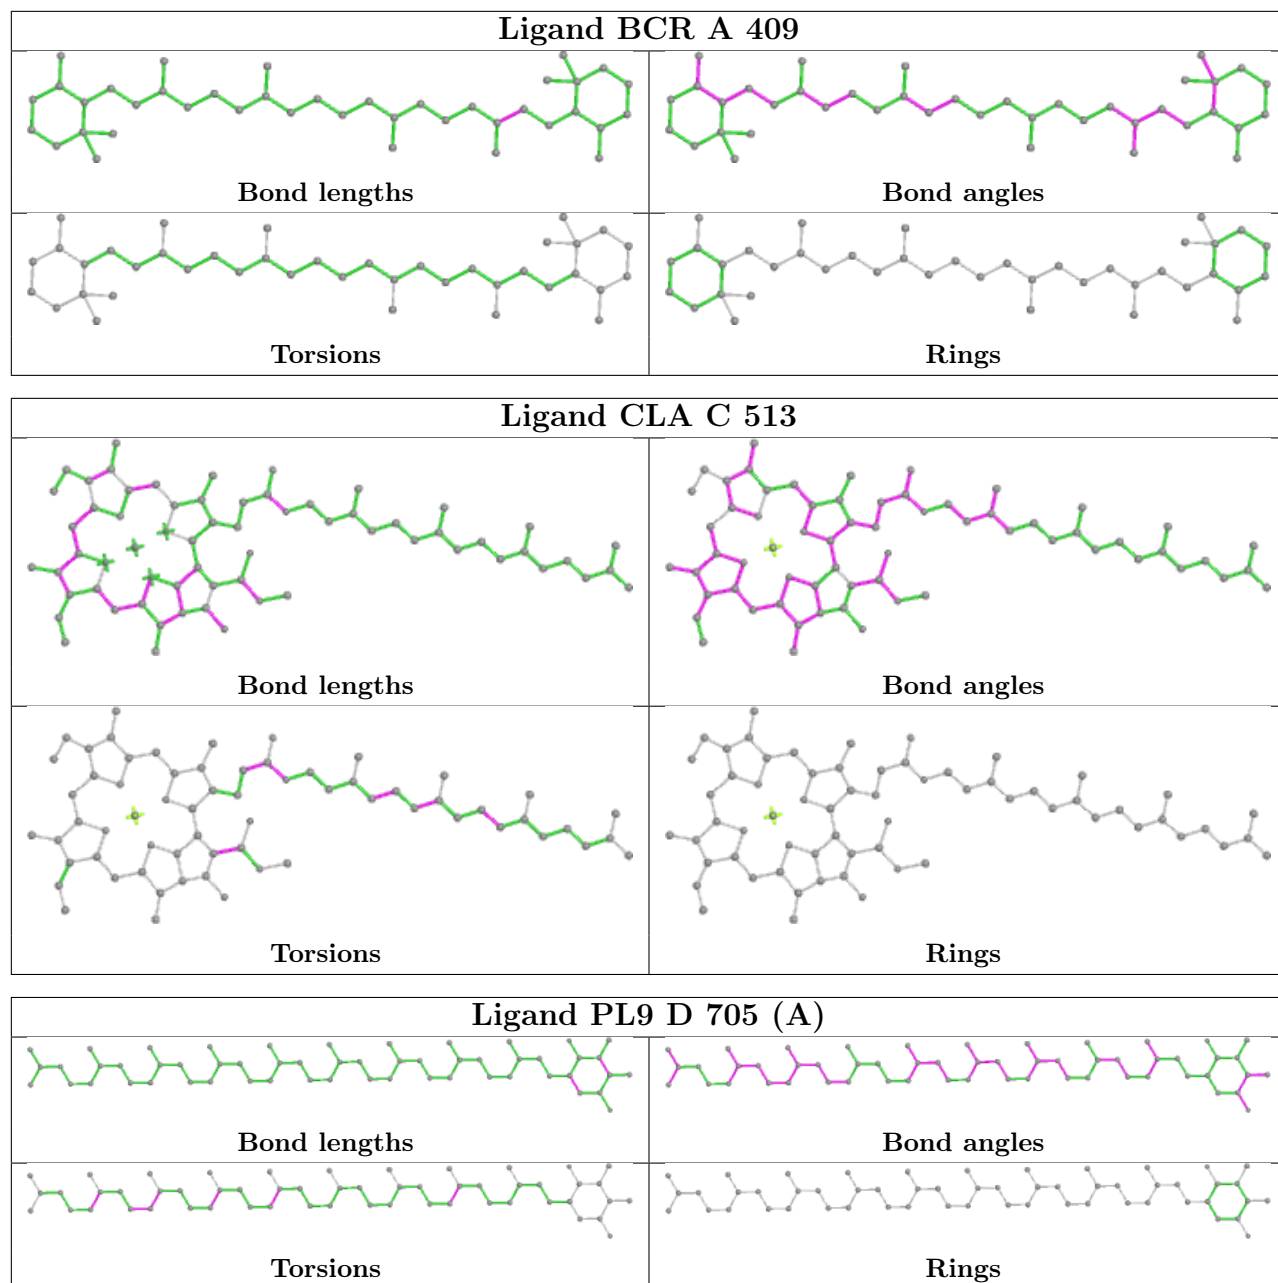 Ligand BCR A 409
Bond lengths
Bond angles
Torsions
Rings
Ligand CLA C 513
Bond lengths
Bond angles
Torsions
Rings
Ligand PL9 D 705 (A)
Bond lengths
Bond angles
Torsions
Rings